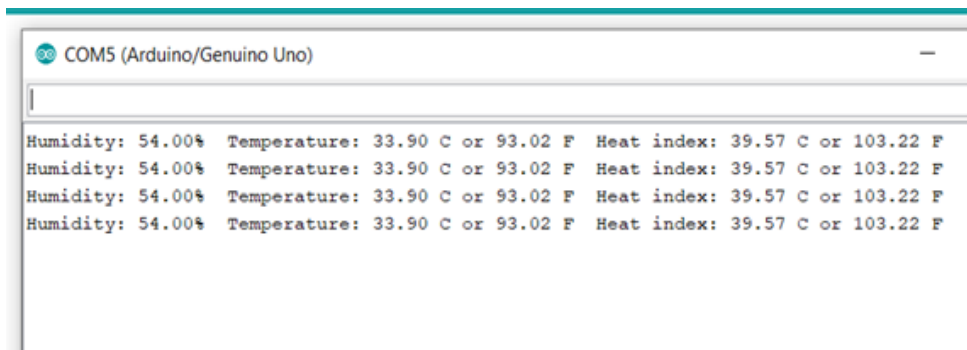 COM5 (Arduino/Genuino Uno)
Humidity: 54.00%  Temperature: 33.90 C or 93.02 F  Heat index: 39.57 C or 103.22 F
Humidity: 54.00%  Temperature: 33.90 C or 93.02 F  Heat index: 39.57 C or 103.22 F
Humidity: 54.00%  Temperature: 33.90 C or 93.02 F  Heat index: 39.57 C or 103.22 F
Humidity: 54.00%  Temperature: 33.90 C or 93.02 F  Heat index: 39.57 C or 103.22 F